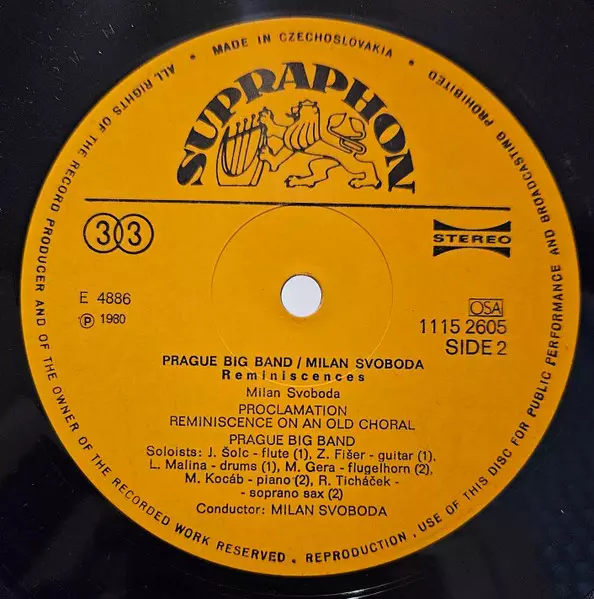 MADE IN CZECHOSLOVAKIA
ALL RIGHTS OF THE RECORD PRODUCER AND OF THE OWNER OF THE RECORDED WORK RESERVED. REPRODUCTION, USE OF THIS DISC FOR PUBLIC PERFORMANCE AND BROADCASTING PROHIBITED
SUPRAPHON
33
STEREO
E 4886
℗ 1980
OSA
1115 2605
SIDE 2
PRAGUE BIG BAND / MILAN SVOBODA
Reminiscences
Milan Svoboda
PROCLAMATION
REMINISCENCE ON AN OLD CHORAL
PRAGUE BIG BAND
Soloists: J. Šolc - flute (1), Z. Fišer - guitar (1),
L. Malina - drums (1), M. Gera - flugelhorn (2),
M. Kocáb - piano (2), R. Ticháček -
- soprano sax (2)
Conductor: MILAN SVOBODA